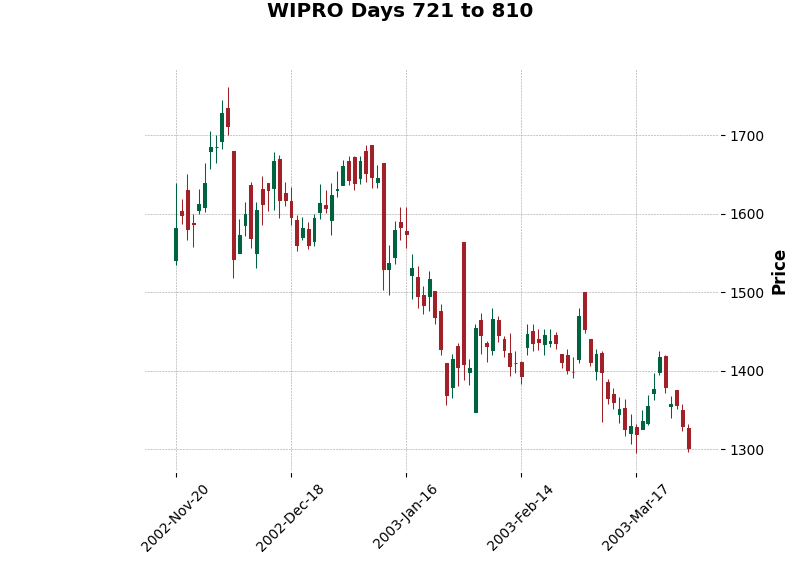 WIPRO Days 721 to 810
1700
1600
1500
1400
1300
Price
2002-Nov-20
2002-Dec-18
2003-Jan-16
2003-Feb-14
2003-Mar-17